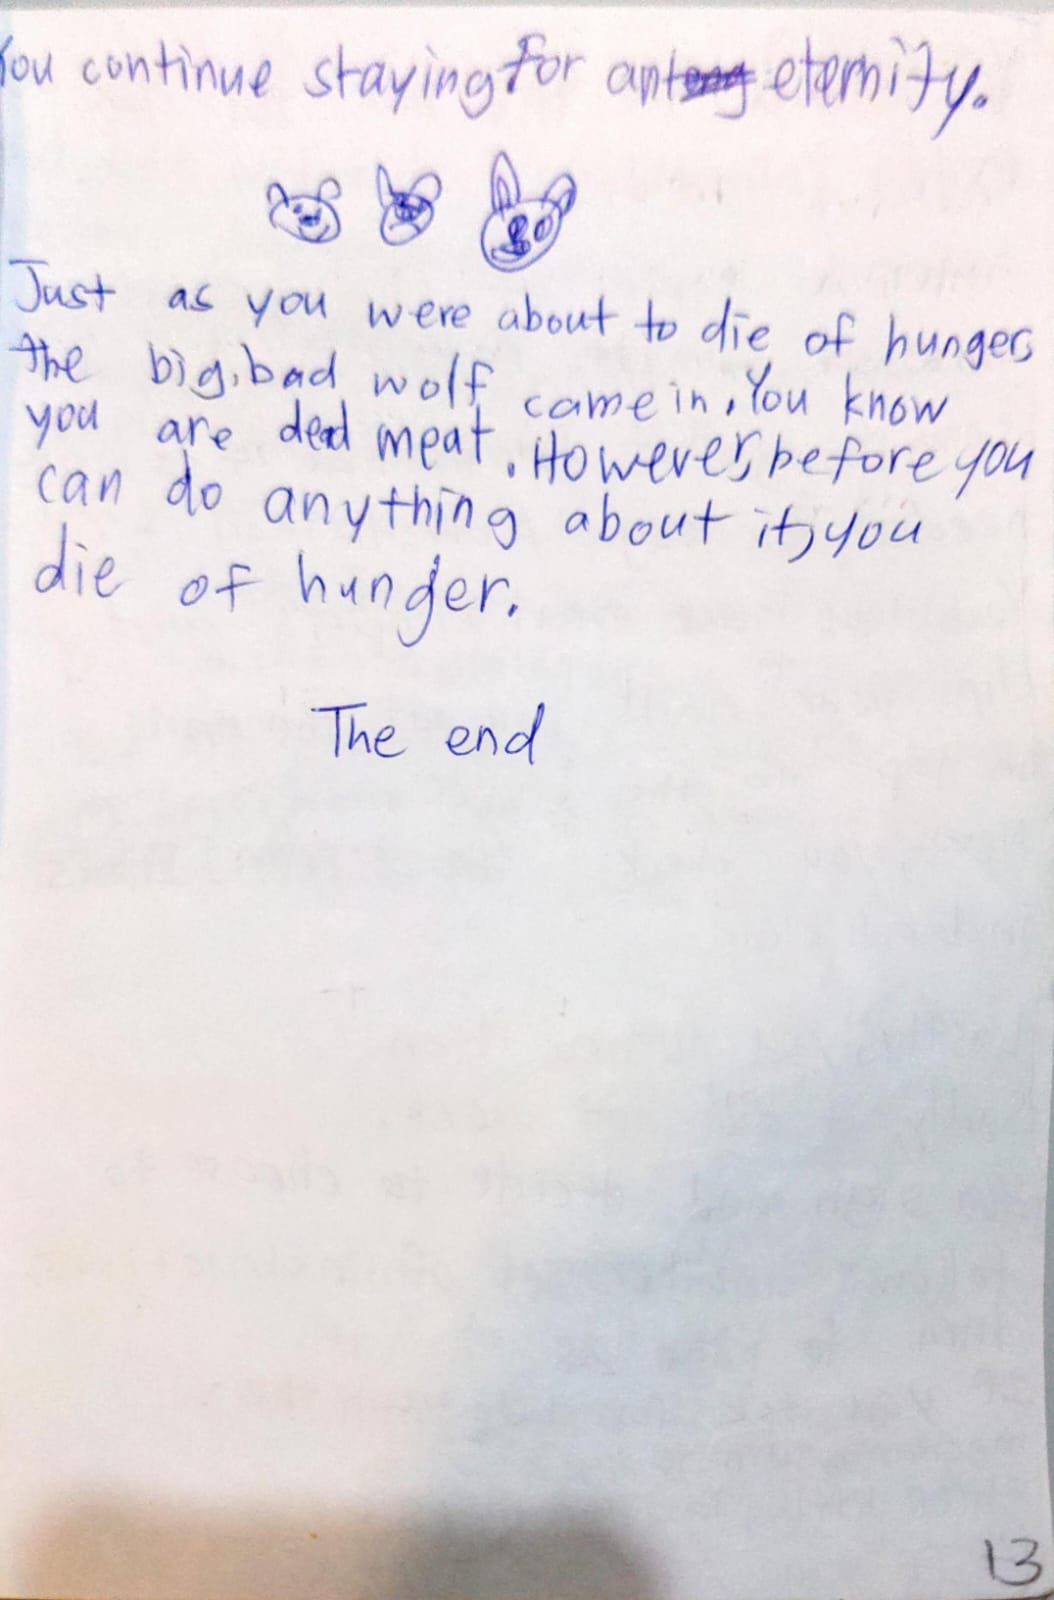 You continue staying for an eternity.
Just as you were about to die of hunger,
the big, bad wolf came in. You know
you are dead meat. However, before you
can do anything about it, you
die of hunger.
The end
13